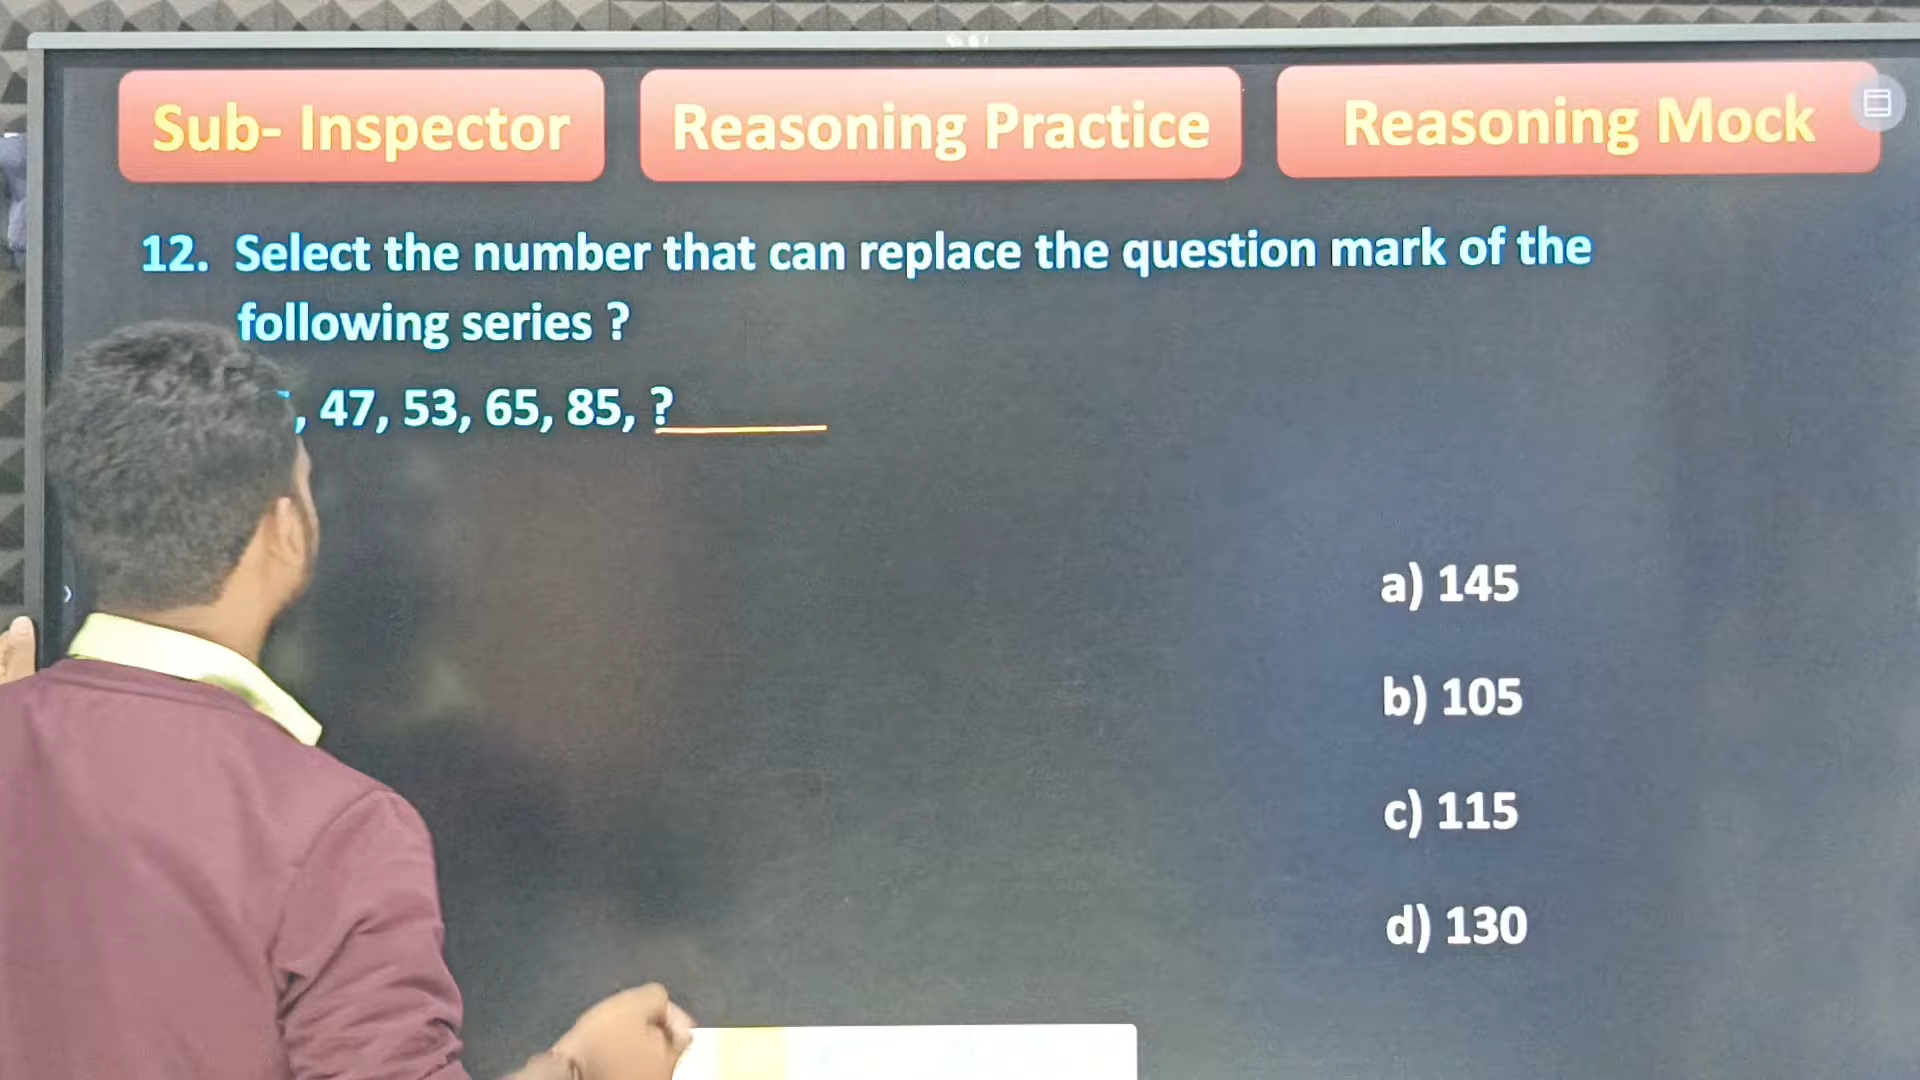 Sub- Inspector
Reasoning Practice
Reasoning Mock
12. Select the number that can replace the question mark of the
following series ?
, 47, 53, 65, 85, ?
a) 145
b) 105
c) 115
d) 130